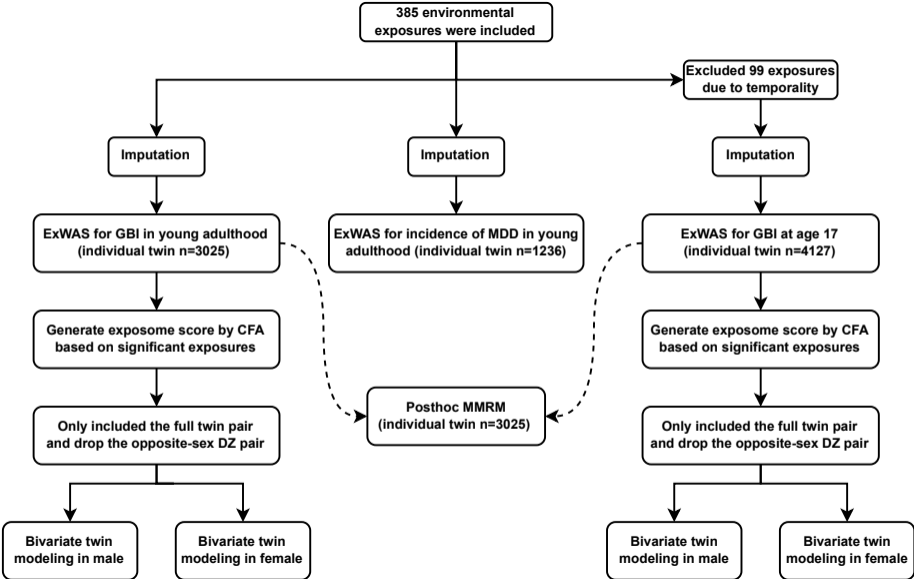 385 environmental
exposures were included
Excluded 99 exposures
due to temporality
Imputation
Imputation
Imputation
ExWAS for GBI in young adulthood
(individual twin n=3025)
ExWAS for incidence of MDD in young
adulthood (individual twin n=1236)
ExWAS for GBI at age 17
(individual twin n=4127)
Generate exposome score by CFA
based on significant exposures
Generate exposome score by CFA
based on significant exposures
Posthoc MMRM
(individual twin n=3025)
Only included the full twin pair
and drop the opposite-sex DZ pair
Only included the full twin pair
and drop the opposite-sex DZ pair
Bivariate twin
modeling in male
Bivariate twin
modeling in female
Bivariate twin
modeling in male
Bivariate twin
modeling in female